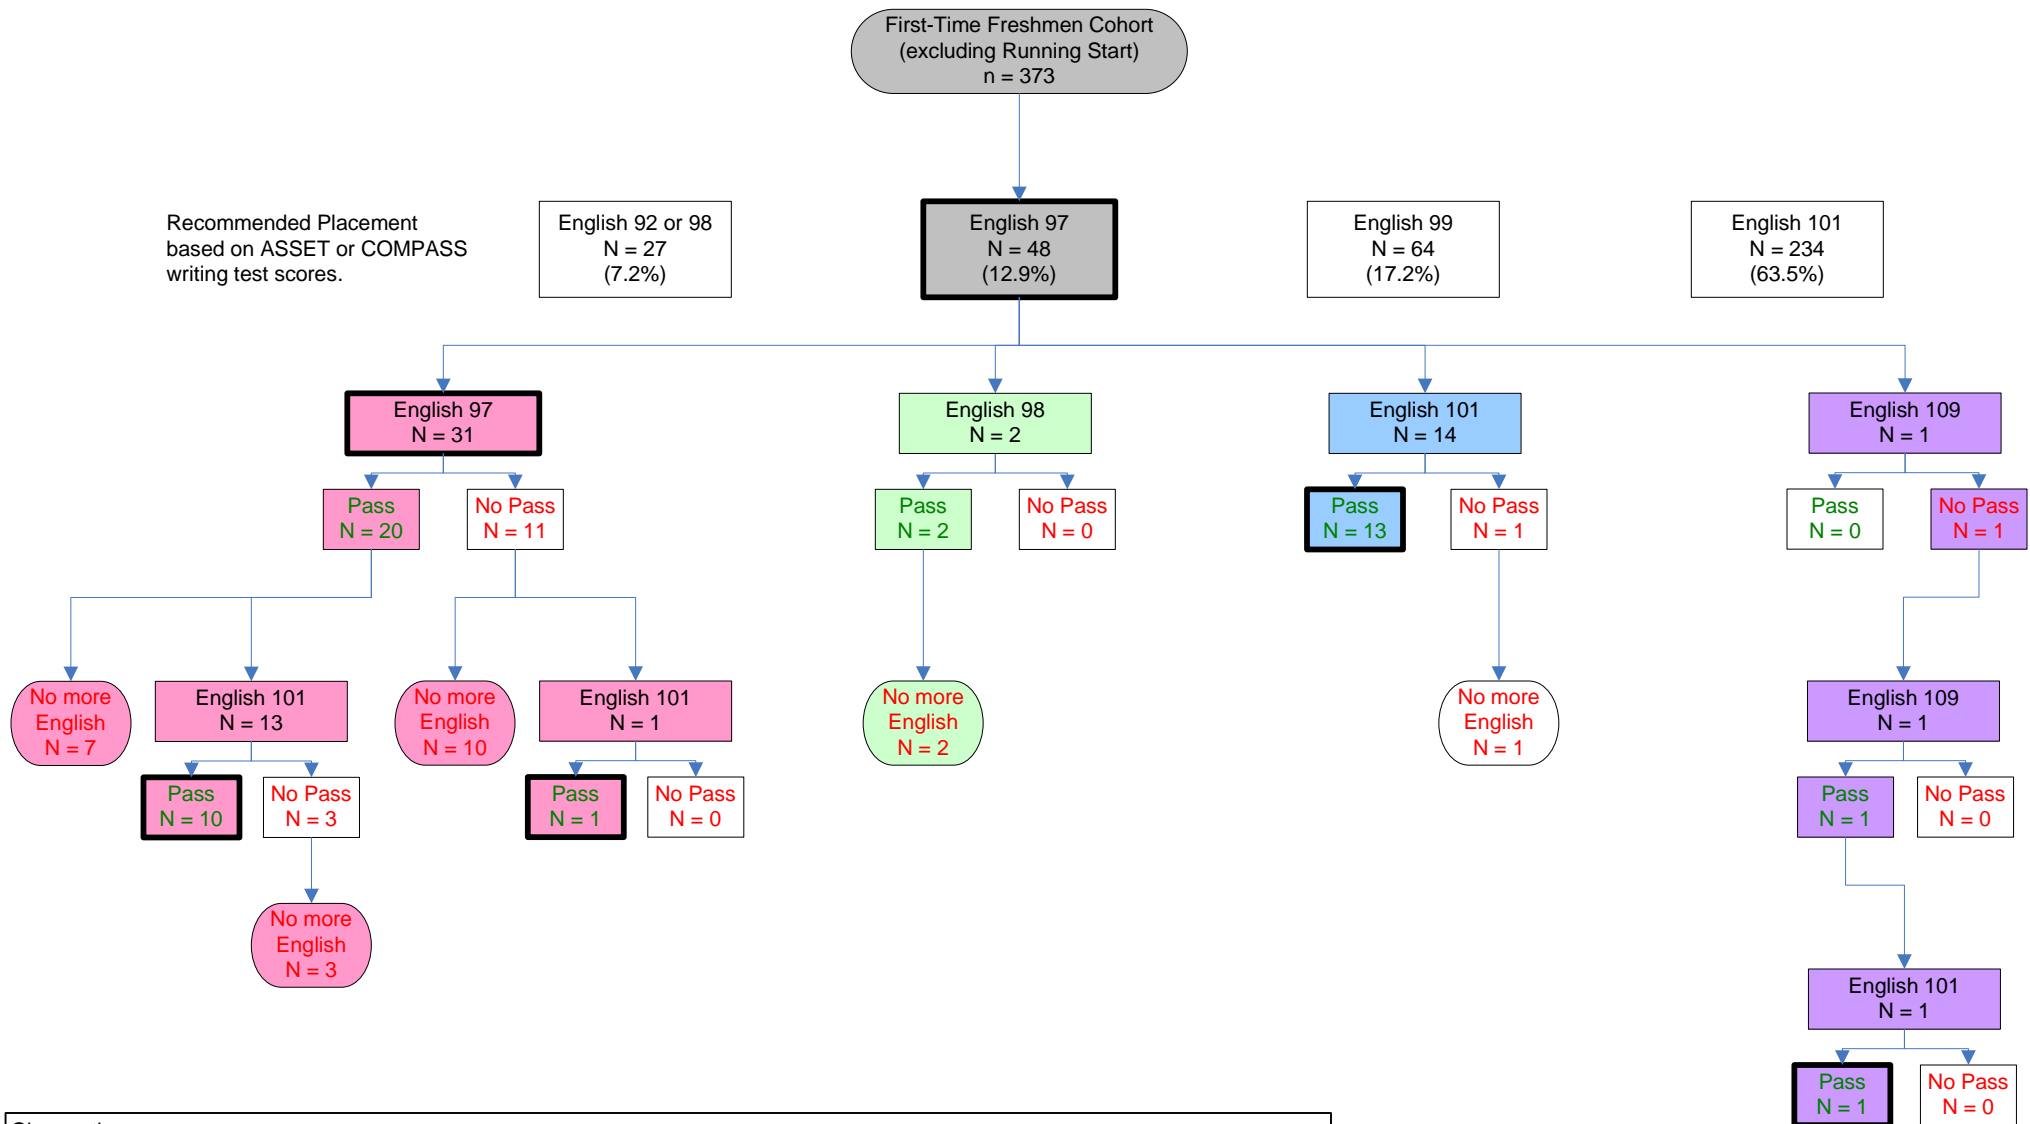 First-Time Freshmen Cohort
(excluding Running Start)
n = 373
Recommended Placement
based on ASSET or COMPASS
writing test scores.
English 92 or 98
N = 27
(7.2%)
English 97
N = 48
(12.9%)
English 99
N = 64
(17.2%)
English 101
N = 234
(63.5%)
English 97
N = 31
English 98
N = 2
English 101
N = 14
English 109
N = 1
Pass
N = 20
No Pass
N = 11
Pass
N = 2
No Pass
N = 0
Pass
N = 13
No Pass
N = 1
Pass
N = 0
No Pass
N = 1
No more
English
N = 7
English 101
N = 13
No more
English
N = 10
English 101
N = 1
No more
English
N = 2
No more
English
N = 1
English 109
N = 1
Pass
N = 10
No Pass
N = 3
Pass
N = 1
No Pass
N = 0
Pass
N = 1
No Pass
N = 0
No more
English
N = 3
English 101
N = 1
Pass
N = 1
No Pass
N = 0